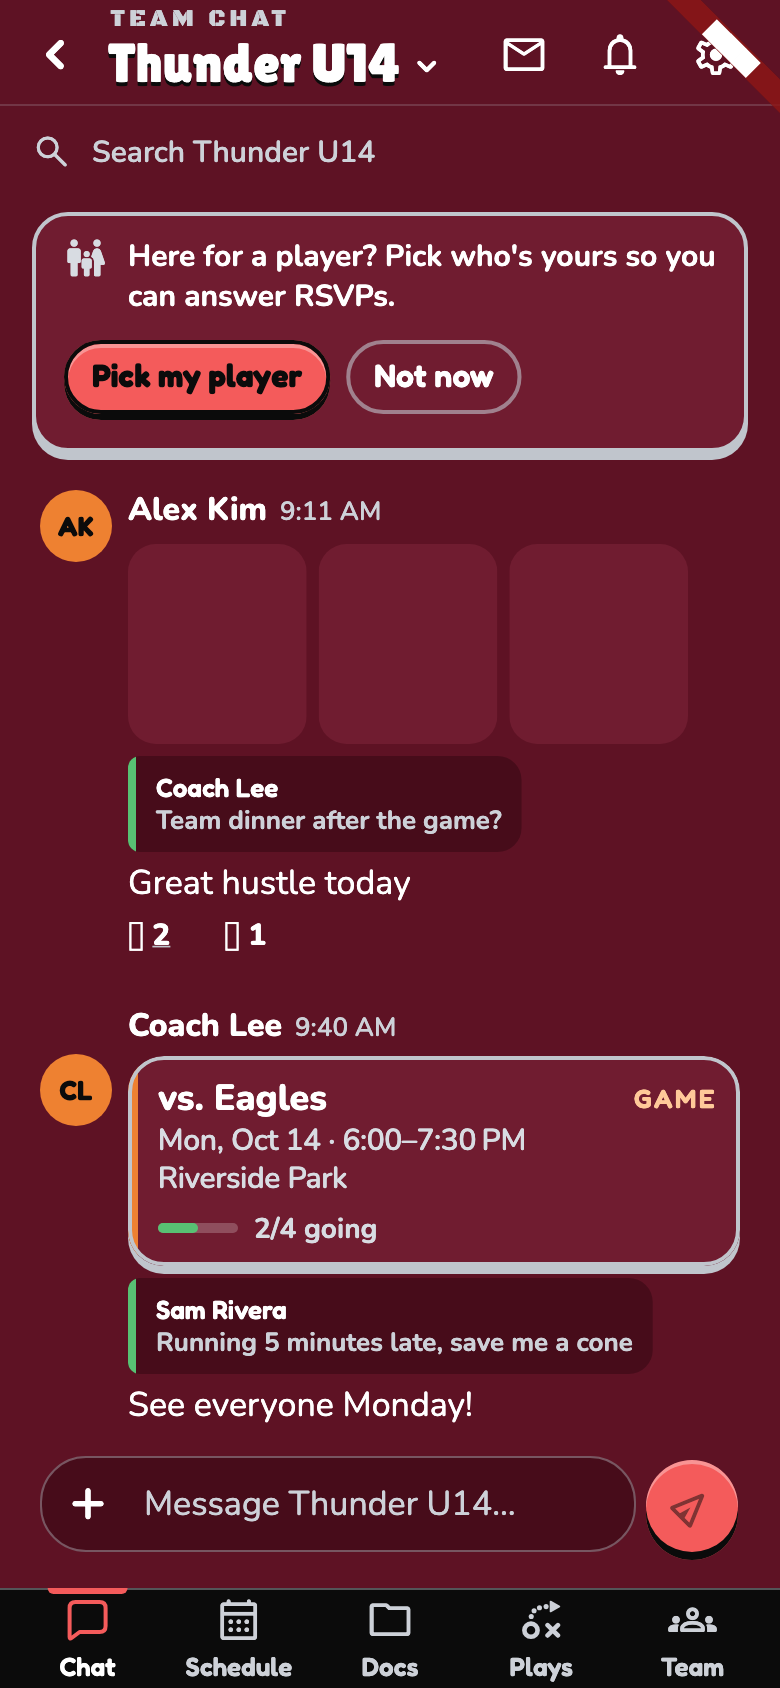 TEAM CHAT
Thunder U14
Search Thunder U14
Here for a player? Pick who's yours so you
can answer RSVPs.
Pick my player
Not now
AK
Alex Kim 9:11 AM
Coach Lee
Team dinner after the game?
Great hustle today
2 1
Coach Lee 9:40 AM
CL
vs. Eagles
GAME
Mon, Oct 14 · 6:00–7:30 PM
Riverside Park
2/4 going
Sam Rivera
Running 5 minutes late, save me a cone
See everyone Monday!
Message Thunder U14...
Chat
Schedule
Docs
Plays
Team